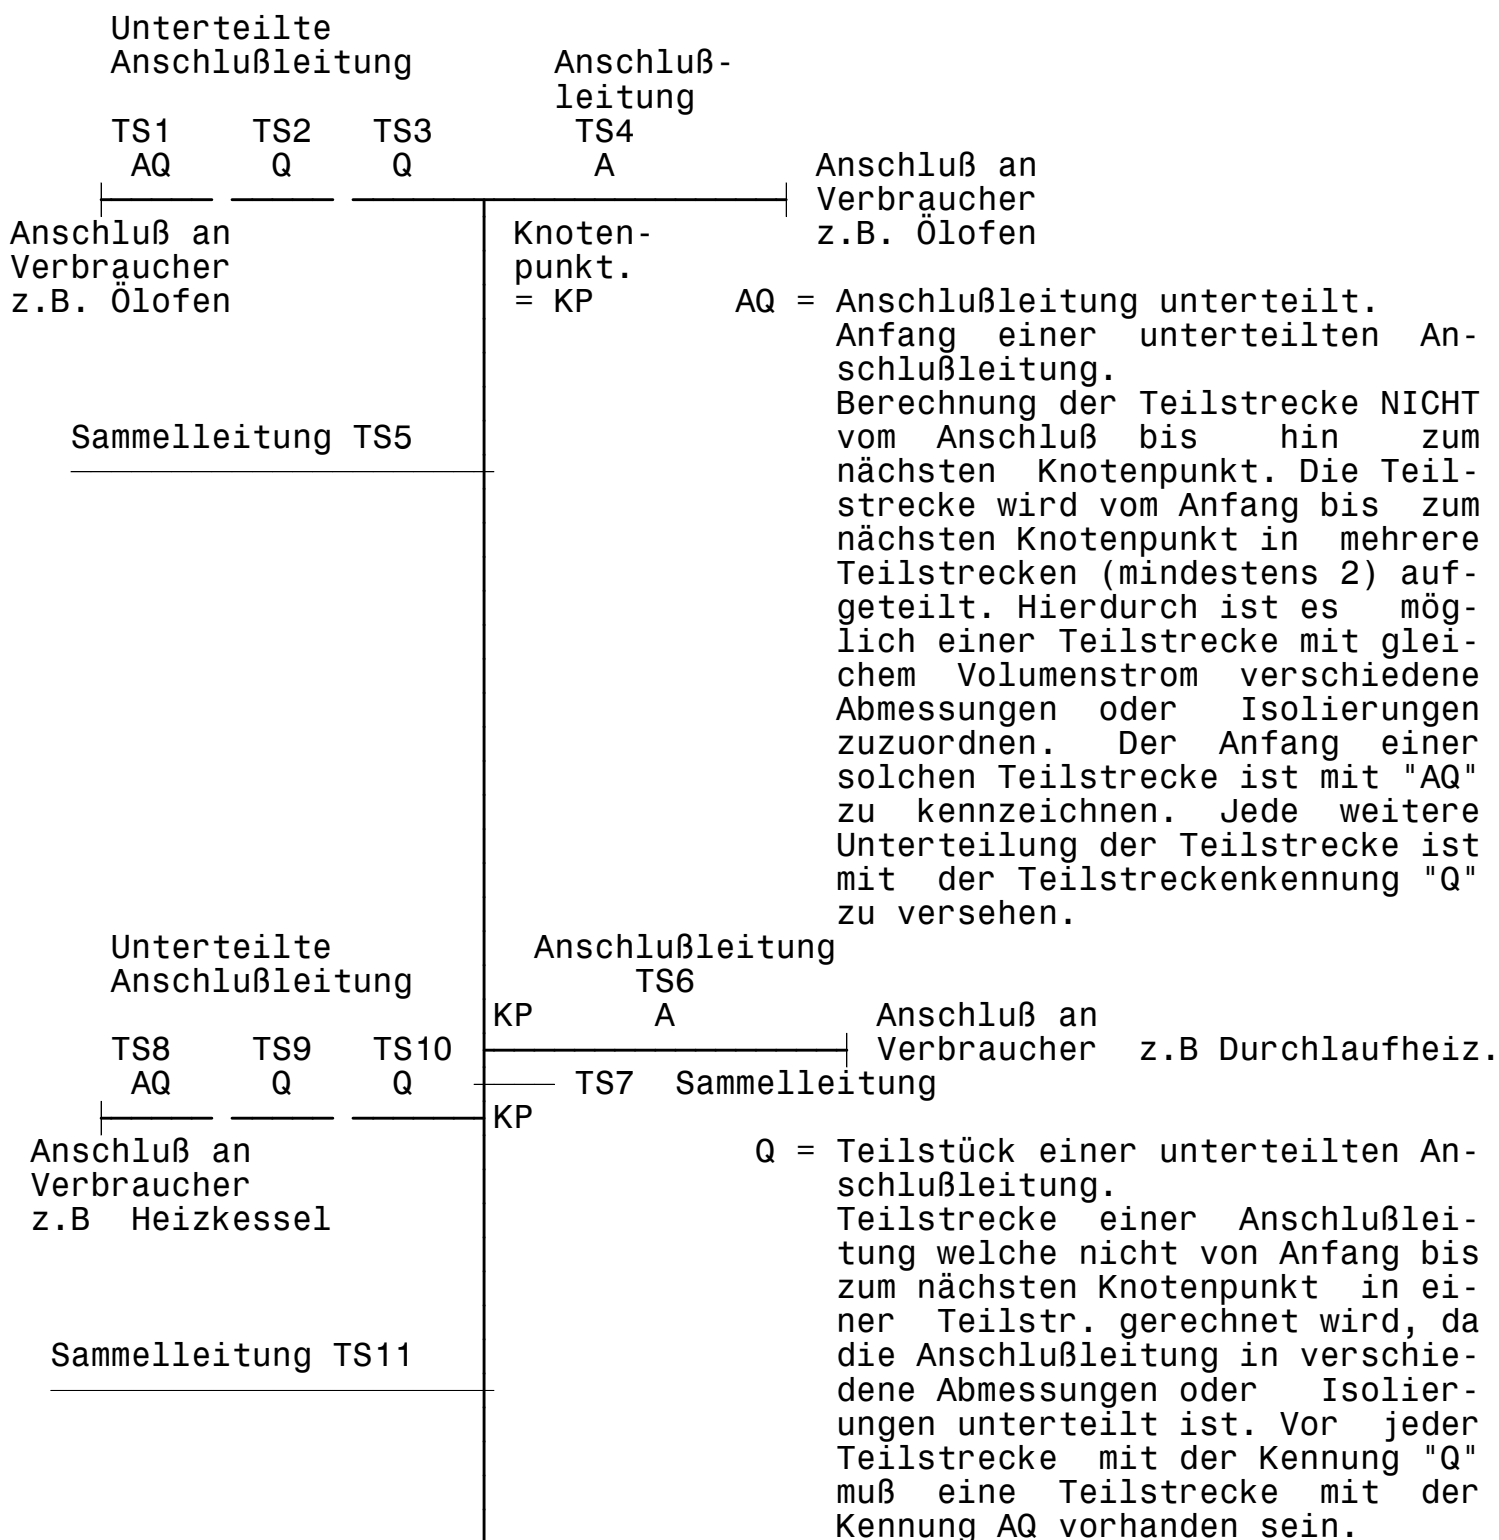 Unterteilte
Anschlußleitung Anschluß-
leitung
TS1 TS2 TS3 TS4
AQ Q Q A Anschluß an
Verbraucher
Anschluß an Knoten- z.B. Ölofen
Verbraucher punkt.
z.B. Ölofen = KP AQ = Anschlußleitung unterteilt.
Anfang einer unterteilten An-
schlußleitung.
Berechnung der Teilstrecke NICHT
Sammelleitung TS5 vom Anschluß bis hin zum
nächsten Knotenpunkt. Die Teil-
strecke wird vom Anfang bis zum
nächsten Knotenpunkt in mehrere
Teilstrecken (mindestens 2) auf-
geteilt. Hierdurch ist es mög-
lich einer Teilstrecke mit glei-
chem Volumenstrom verschiedene
Abmessungen oder Isolierungen
zuzuordnen. Der Anfang einer
solchen Teilstrecke ist mit "AQ"
zu kennzeichnen. Jede weitere
Unterteilung der Teilstrecke ist
mit der Teilstreckenkennung "Q"
zu versehen.
Unterteilte Anschlußleitung
Anschlußleitung TS6
KP A Anschluß an
TS8 TS9 TS10 Verbraucher z.B Durchlaufheiz.
AQ Q Q TS7 Sammelleitung
KP
Anschluß an Q = Teilstück einer unterteilten An-
Verbraucher schlußleitung.
z.B Heizkessel Teilstrecke einer Anschlußlei-
tung welche nicht von Anfang bis
zum nächsten Knotenpunkt in ei-
ner Teilstr. gerechnet wird, da
Sammelleitung TS11 die Anschlußleitung in verschie-
dene Abmessungen oder Isolier-
ungen unterteilt ist. Vor jeder
Teilstrecke mit der Kennung "Q"
muß eine Teilstrecke mit der
Kennung AQ vorhanden sein.